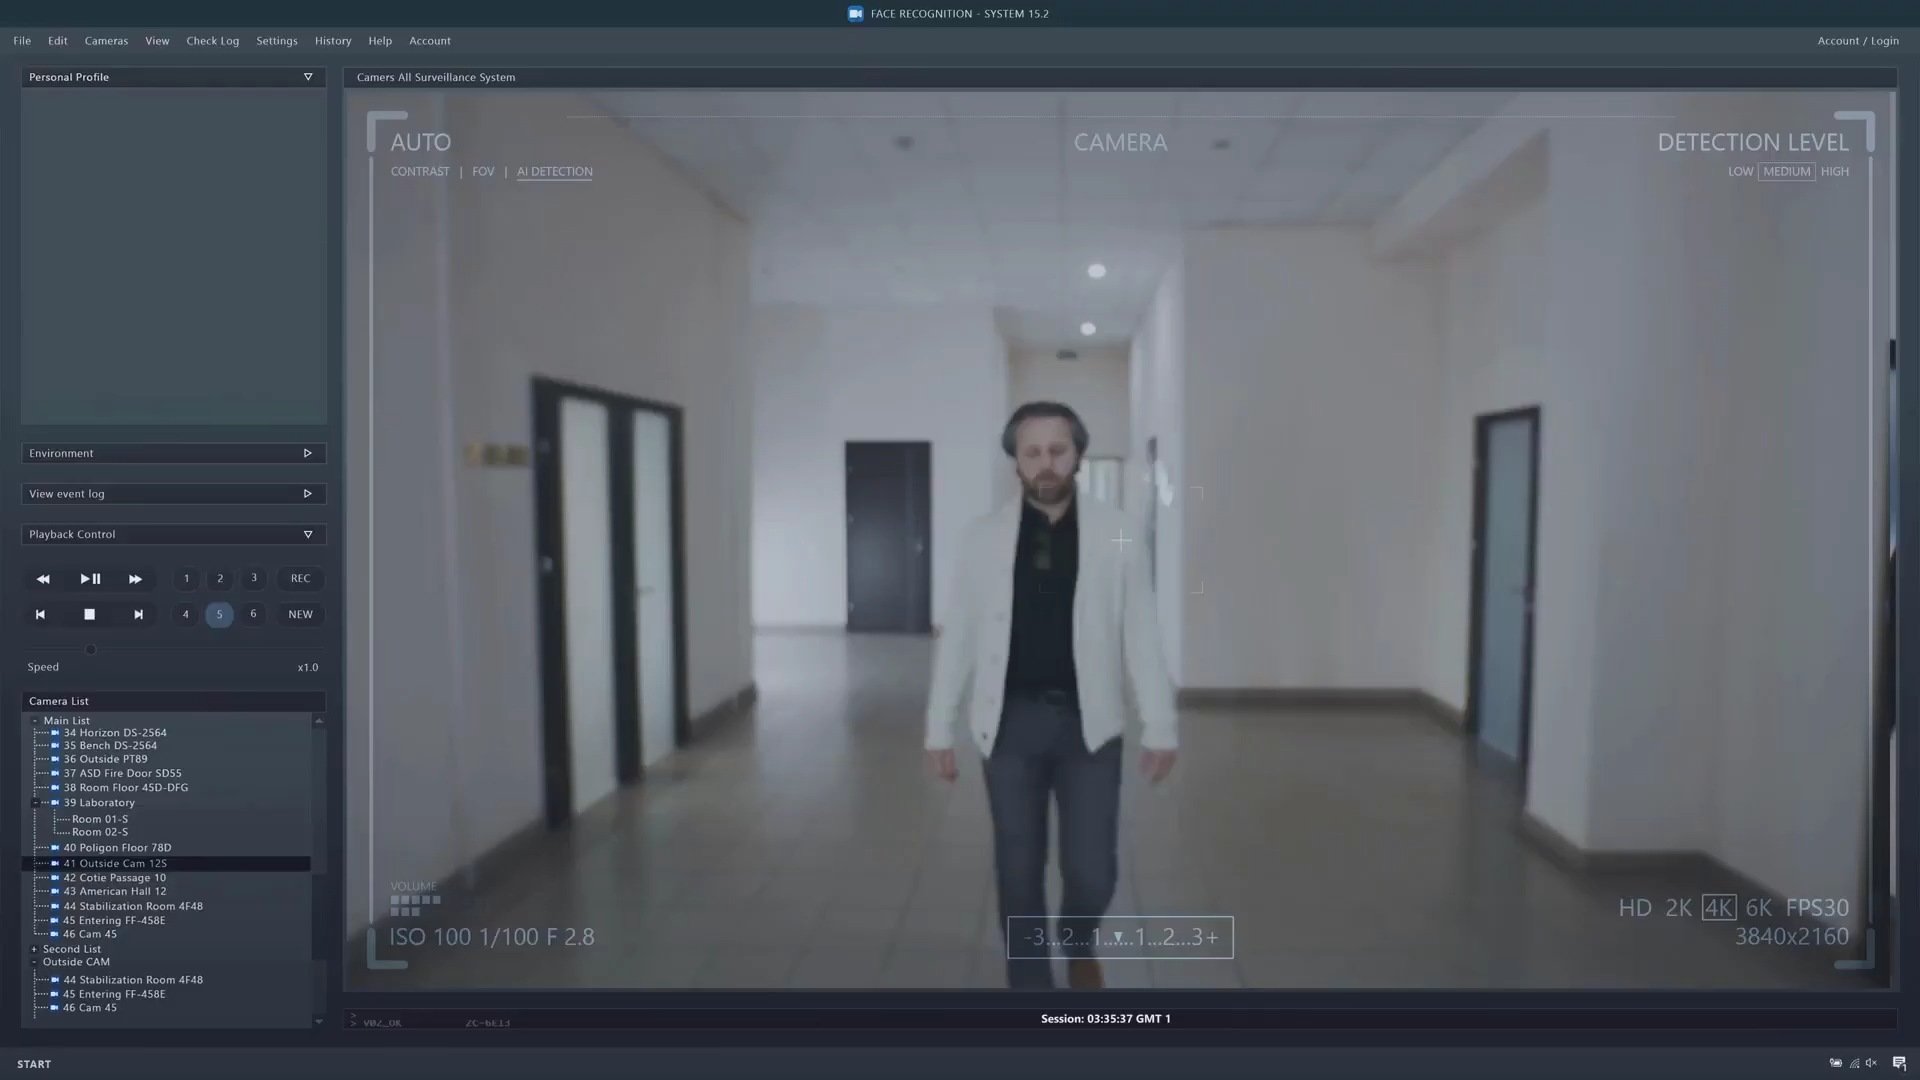 FACE RECOGNITION - SYSTEM 15.2
File Edit Cameras View Check Log Settings History Help Account
Account / Login
Personal Profile
Environment
View event log
Playback Control
1 2 3 REC
4 5 6 NEW
Speed x1.0
Camera List
- Main List
34 Horizon DS-2564
35 Bench DS-2564
36 Outside PT89
37 ASD Fire Door SD55
38 Room Floor 45D-DFG
- 39 Laboratory
Room 01-S
Room 02-S
40 Poligon Floor 78D
41 Outside Cam 12S
42 Cotie Passage 10
43 American Hall 12
44 Stabilization Room 4F48
45 Entering FF-458E
46 Cam 45
+ Second List
- Outside CAM
44 Stabilization Room 4F48
45 Entering FF-458E
46 Cam 45
Camers All Surveillance System
AUTO
CONTRAST | FOV | AI DETECTION
CAMERA
DETECTION LEVEL
LOW MEDIUM HIGH
VOLUME
ISO 100 1/100 F 2.8
-3...2...1...▼...1...2...3+
HD 2K 4K 6K FPS30
3840x2160
Session: 03:35:37 GMT 1
START